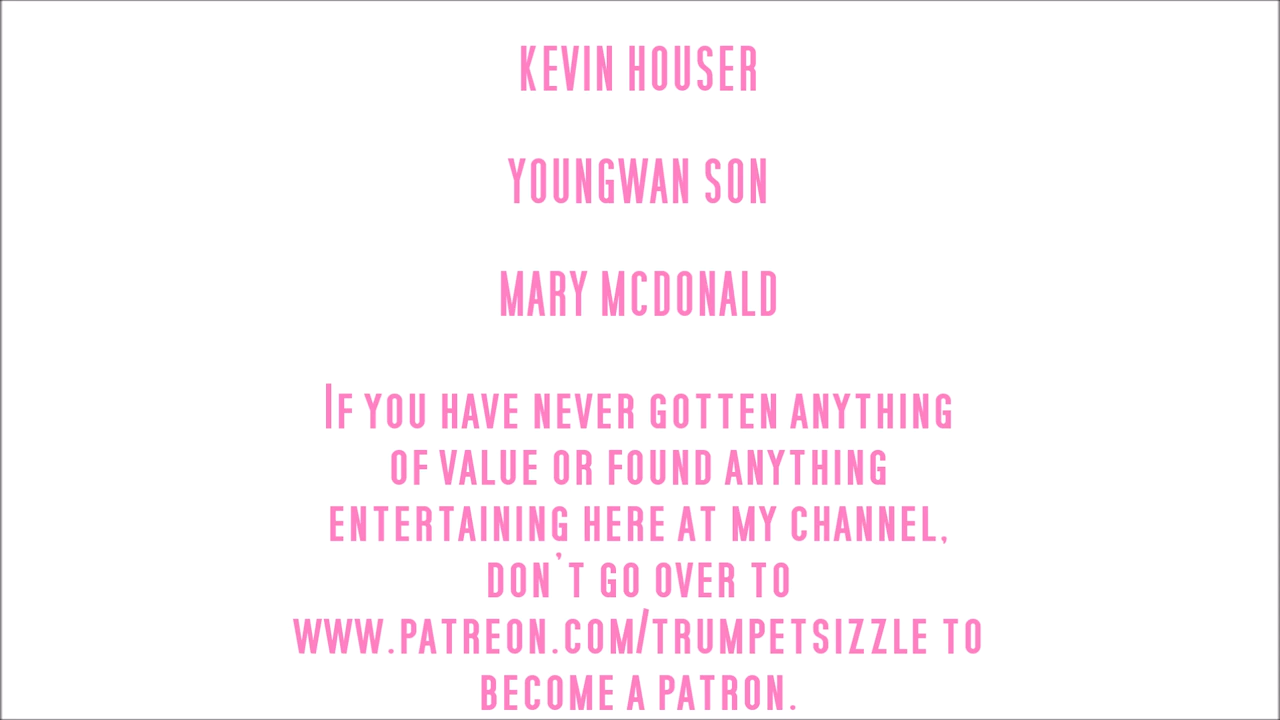 KEVIN HOUSER
YOUNGWAN SON
MARY MCDONALD
If you have never gotten anything
of value or found anything
entertaining here at my channel,
don't go over to
www.patreon.com/trumpetsizzle to
become a patron.